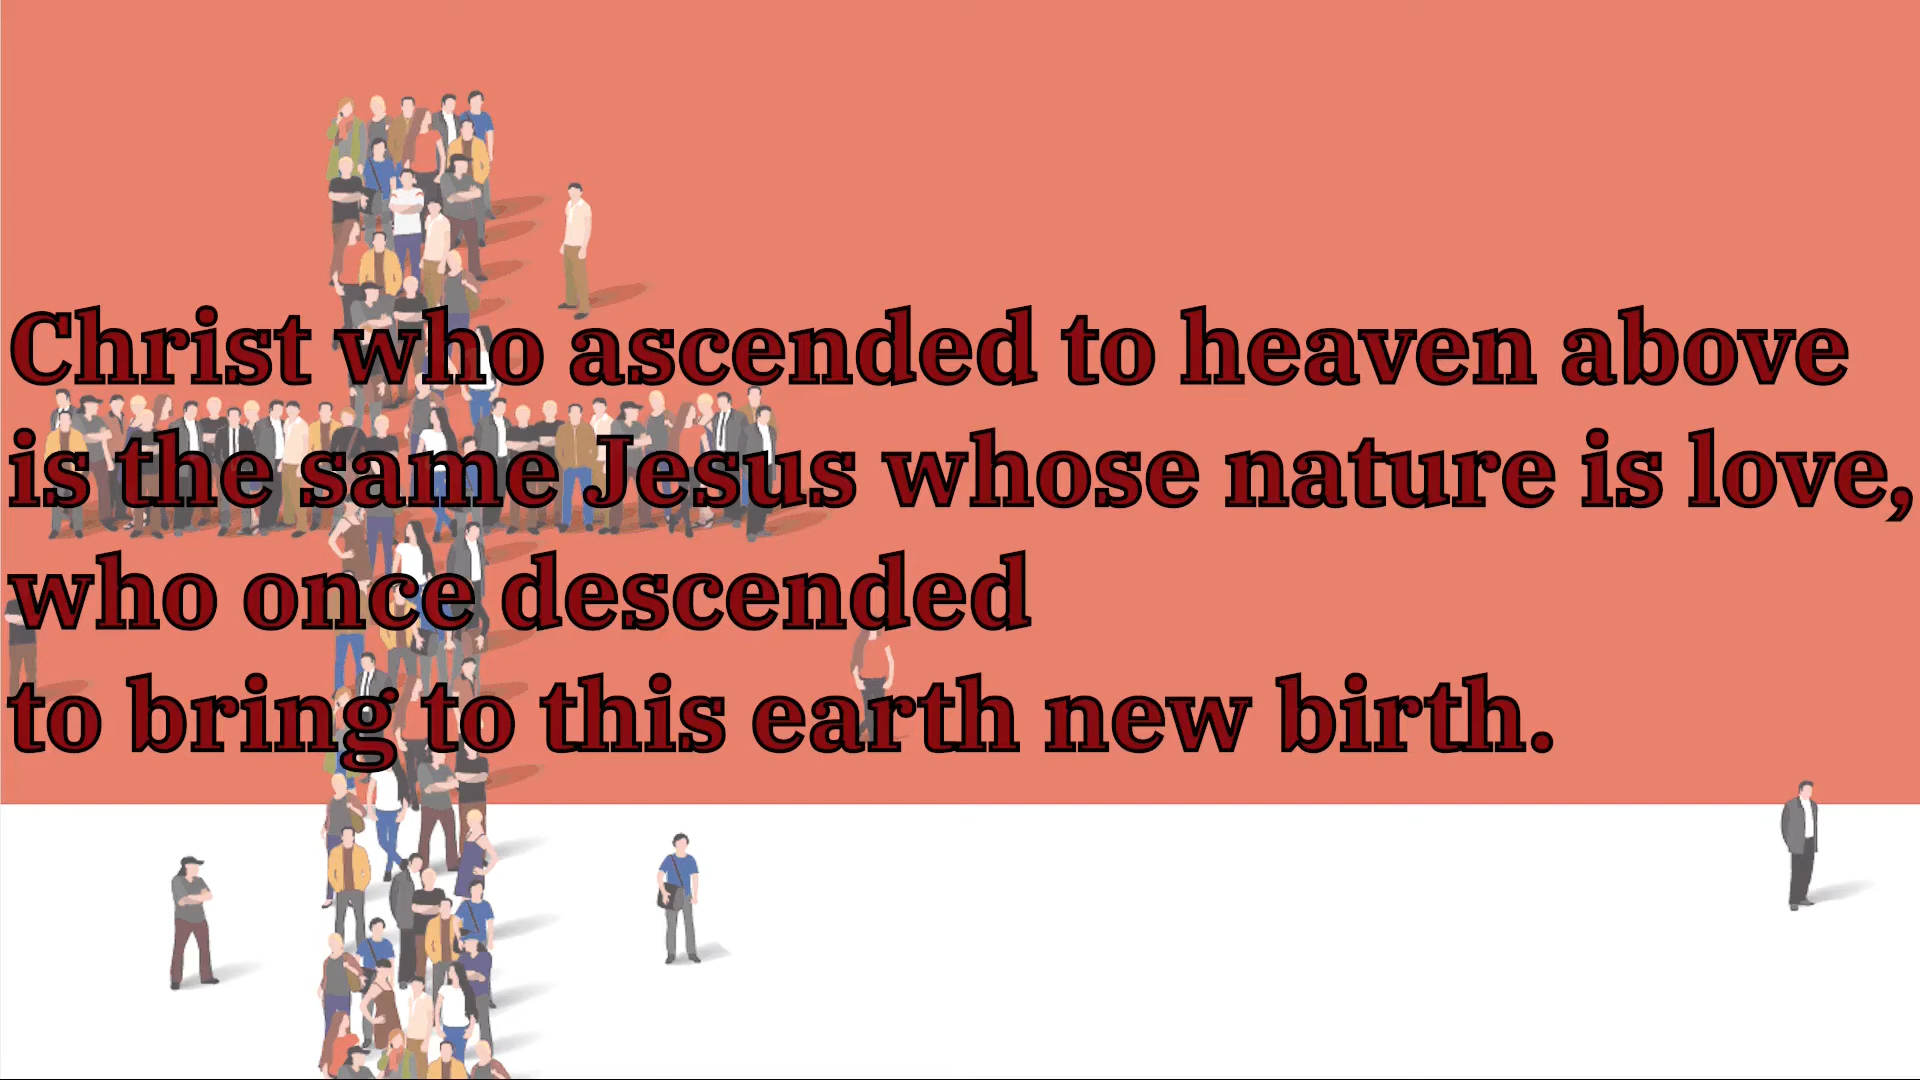 Christ who ascended to heaven above
is the same Jesus whose nature is love,
who once descended
to bring to this earth new birth.